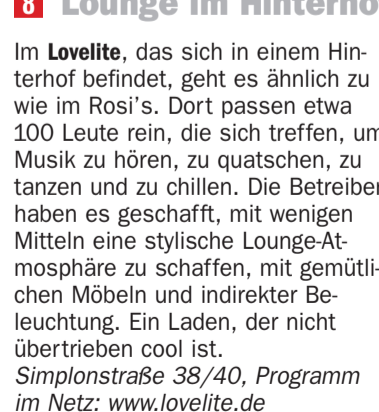 8 Lounge im Hinterho
Im Lovelite, das sich in einem Hin-
terhof befindet, geht es ähnlich zu
wie im Rosi's. Dort passen etwa
100 Leute rein, die sich treffen, um
Musik zu hören, zu quatschen, zu
tanzen und zu chillen. Die Betreiber
haben es geschafft, mit wenigen
Mitteln eine stylische Lounge-At-
mosphäre zu schaffen, mit gemütli-
chen Möbeln und indirekter Be-
leuchtung. Ein Laden, der nicht
übertrieben cool ist.
Simplonstraße 38/40, Programm
im Netz: www.lovelite.de